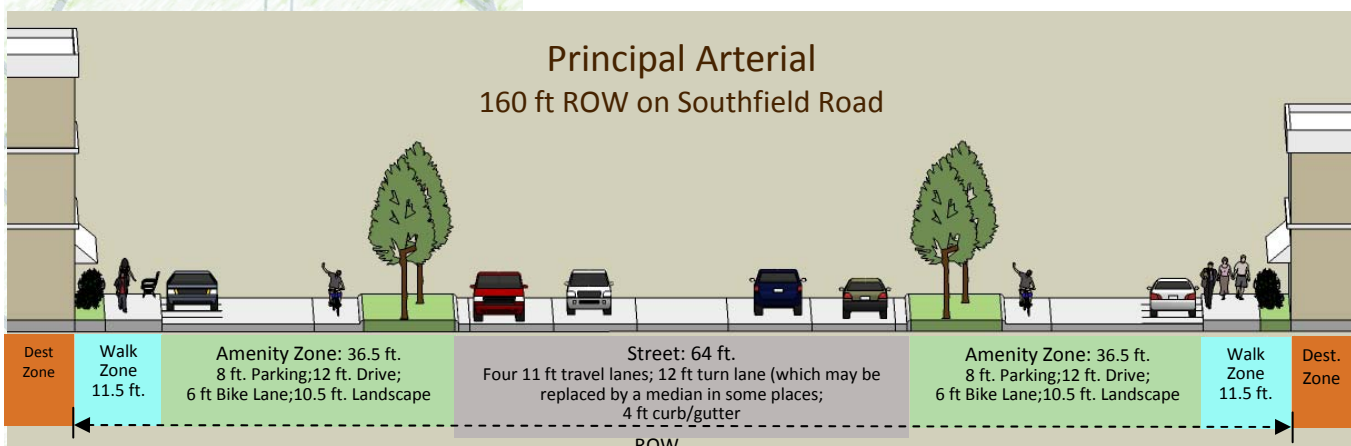 Principal Arterial
160 ft ROW on Southfield Road
Dest
Zone
Walk
Zone
11.5 ft.
Amenity Zone: 36.5 ft.
8 ft. Parking;12 ft. Drive;
6 ft Bike Lane;10.5 ft. Landscape
Street: 64 ft.
Four 11 ft travel lanes; 12 ft turn lane (which may be
replaced by a median in some places;
4 ft curb/gutter
Amenity Zone: 36.5 ft.
8 ft. Parking;12 ft. Drive;
6 ft Bike Lane;10.5 ft. Landscape
Walk
Zone
11.5 ft.
Dest.
Zone
ROW